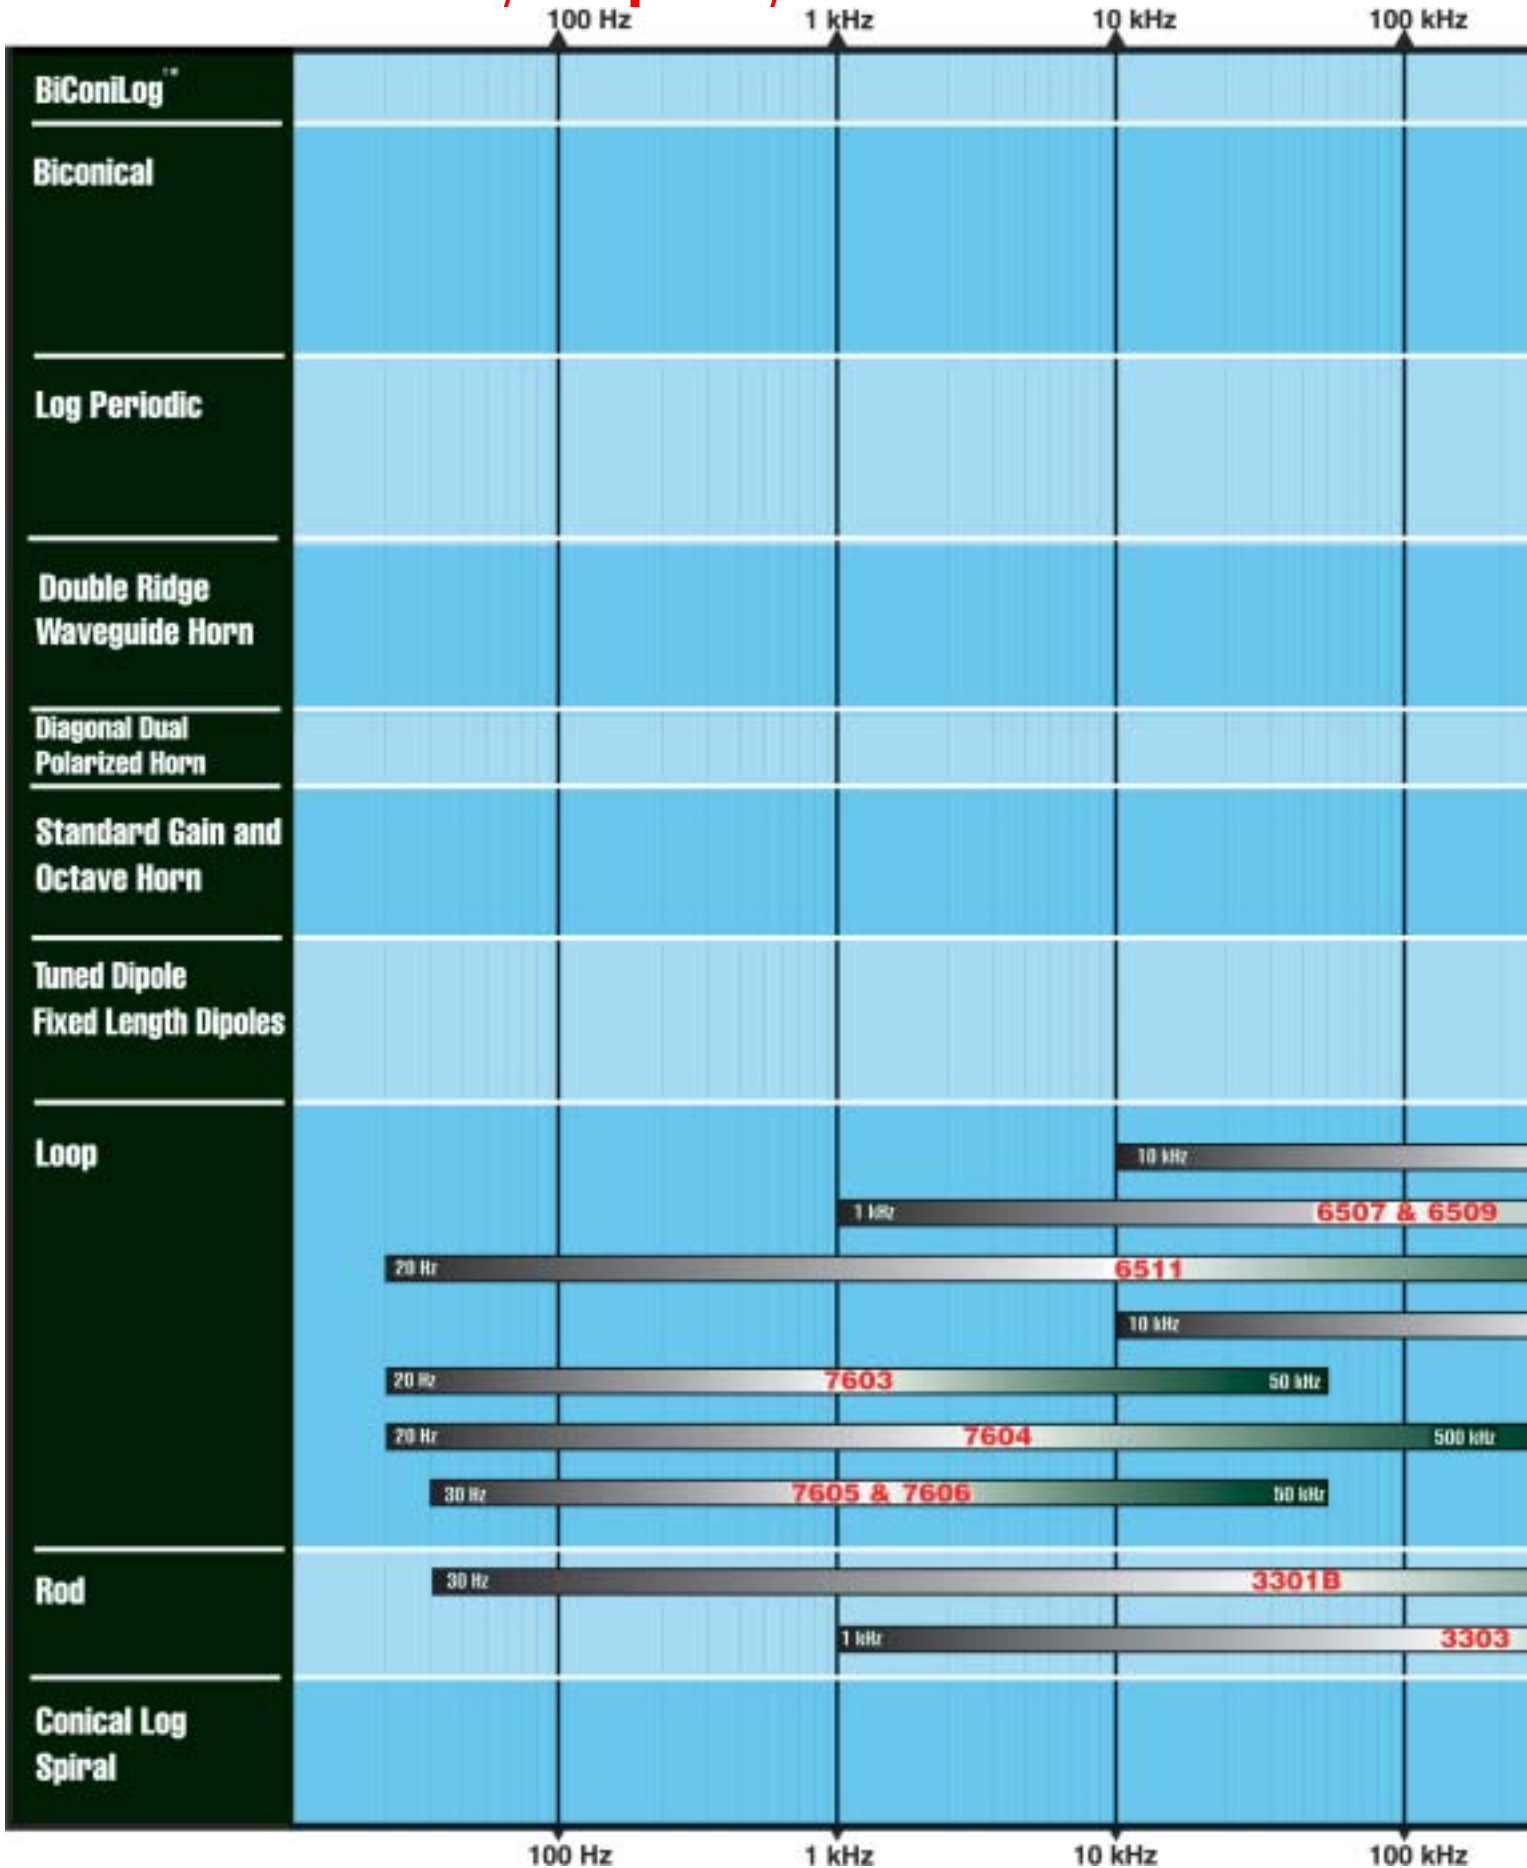 100 Hz 1 kHz 10 kHz 100 kHz
BiConiLog™
Biconical
Log Periodic
Double Ridge
Waveguide Horn
Diagonal Dual
Polarized Horn
Standard Gain and
Octave Horn
Tuned Dipole
Fixed Length Dipoles
Loop
10 kHz
1 kHz 6507 & 6509
20 Hz 6511
10 kHz
20 Hz 7603 50 kHz
20 Hz 7604 500 kHz
30 Hz 7605 & 7606 50 kHz
Rod
30 Hz 3301B
1 kHz 3303
Conical Log
Spiral
100 Hz 1 kHz 10 kHz 100 kHz